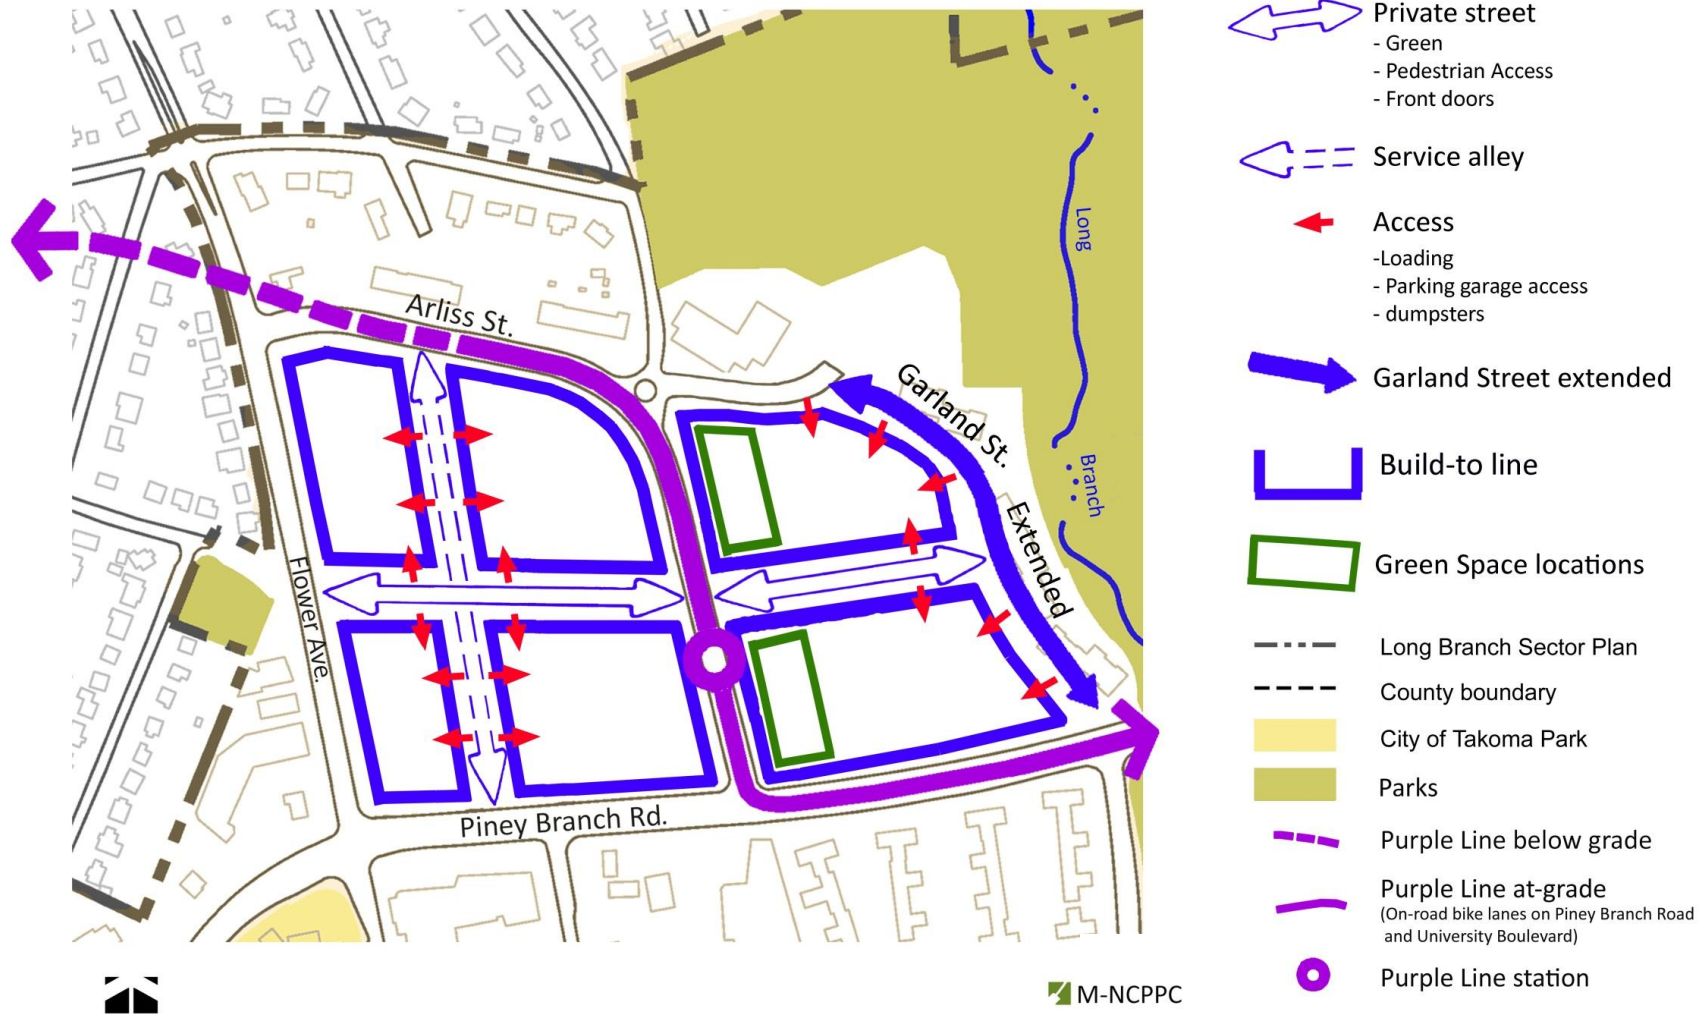 Arliss St.
Garland St.
Extended
Flower Ave.
Piney Branch Rd.
Long
Branch
M-NCPPC
Private street
- Green
- Pedestrian Access
- Front doors
Service alley
Access
-Loading
- Parking garage access
- dumpsters
Garland Street extended
Build-to line
Green Space locations
Long Branch Sector Plan
County boundary
City of Takoma Park
Parks
Purple Line below grade
Purple Line at-grade
(On-road bike lanes on Piney Branch Road
and University Boulevard)
Purple Line station